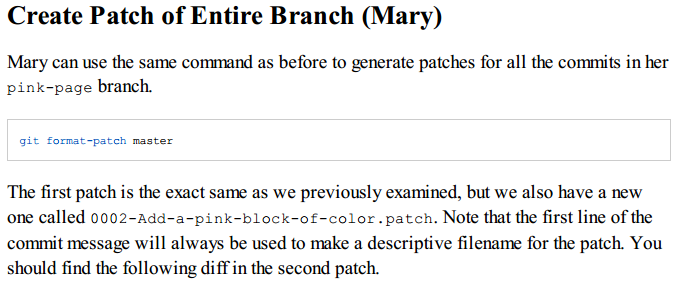 Create Patch of Entire Branch (Mary)
Mary can use the same command as before to generate patches for all the commits in her
pink-page branch.
git format-patch master
The first patch is the exact same as we previously examined, but we also have a new
one called 0002-Add-a-pink-block-of-color.patch. Note that the first line of the
commit message will always be used to make a descriptive filename for the patch. You
should find the following diff in the second patch.